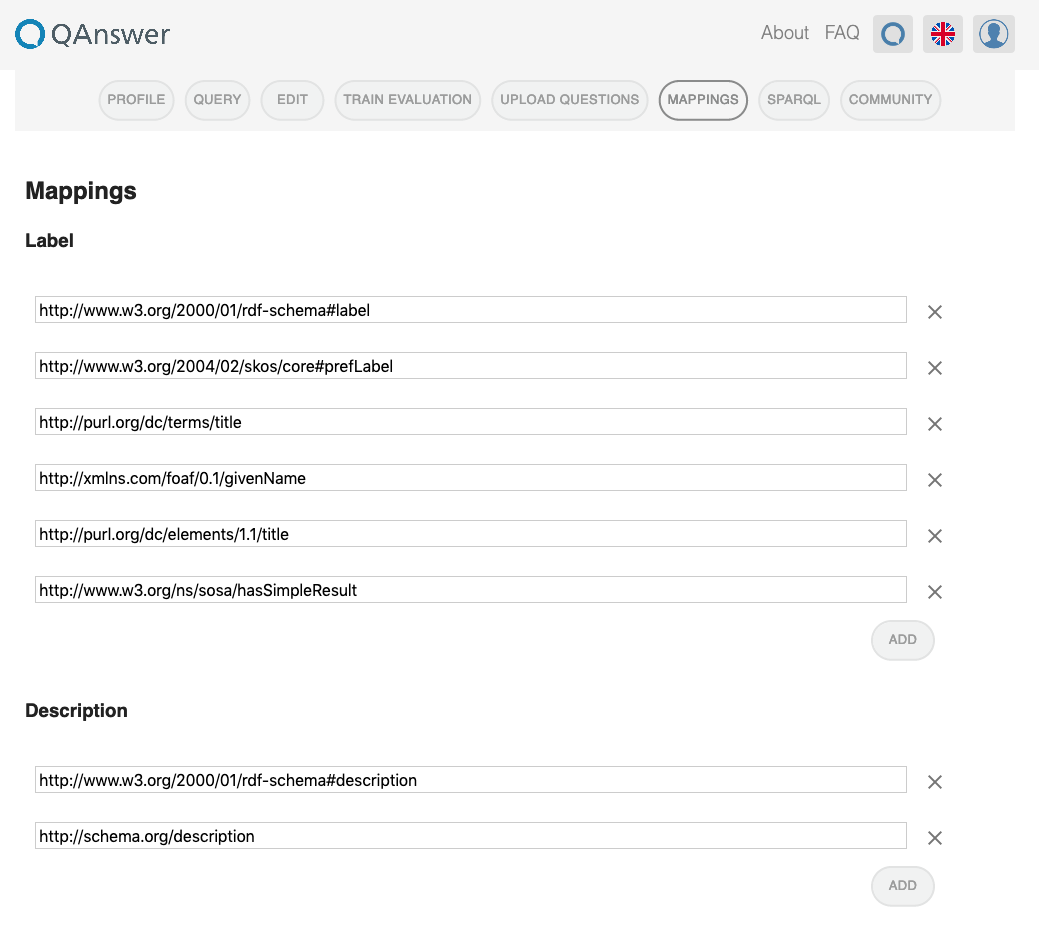 QAnswer
About FAQ
PROFILE QUERY EDIT TRAIN EVALUATION UPLOAD QUESTIONS MAPPINGS SPARQL COMMUNITY
Mappings
Label
http://www.w3.org/2000/01/rdf-schema#label
http://www.w3.org/2004/02/skos/core#prefLabel
http://purl.org/dc/terms/title
http://xmlns.com/foaf/0.1/givenName
http://purl.org/dc/elements/1.1/title
http://www.w3.org/ns/sosa/hasSimpleResult
ADD
Description
http://www.w3.org/2000/01/rdf-schema#description
http://schema.org/description
ADD